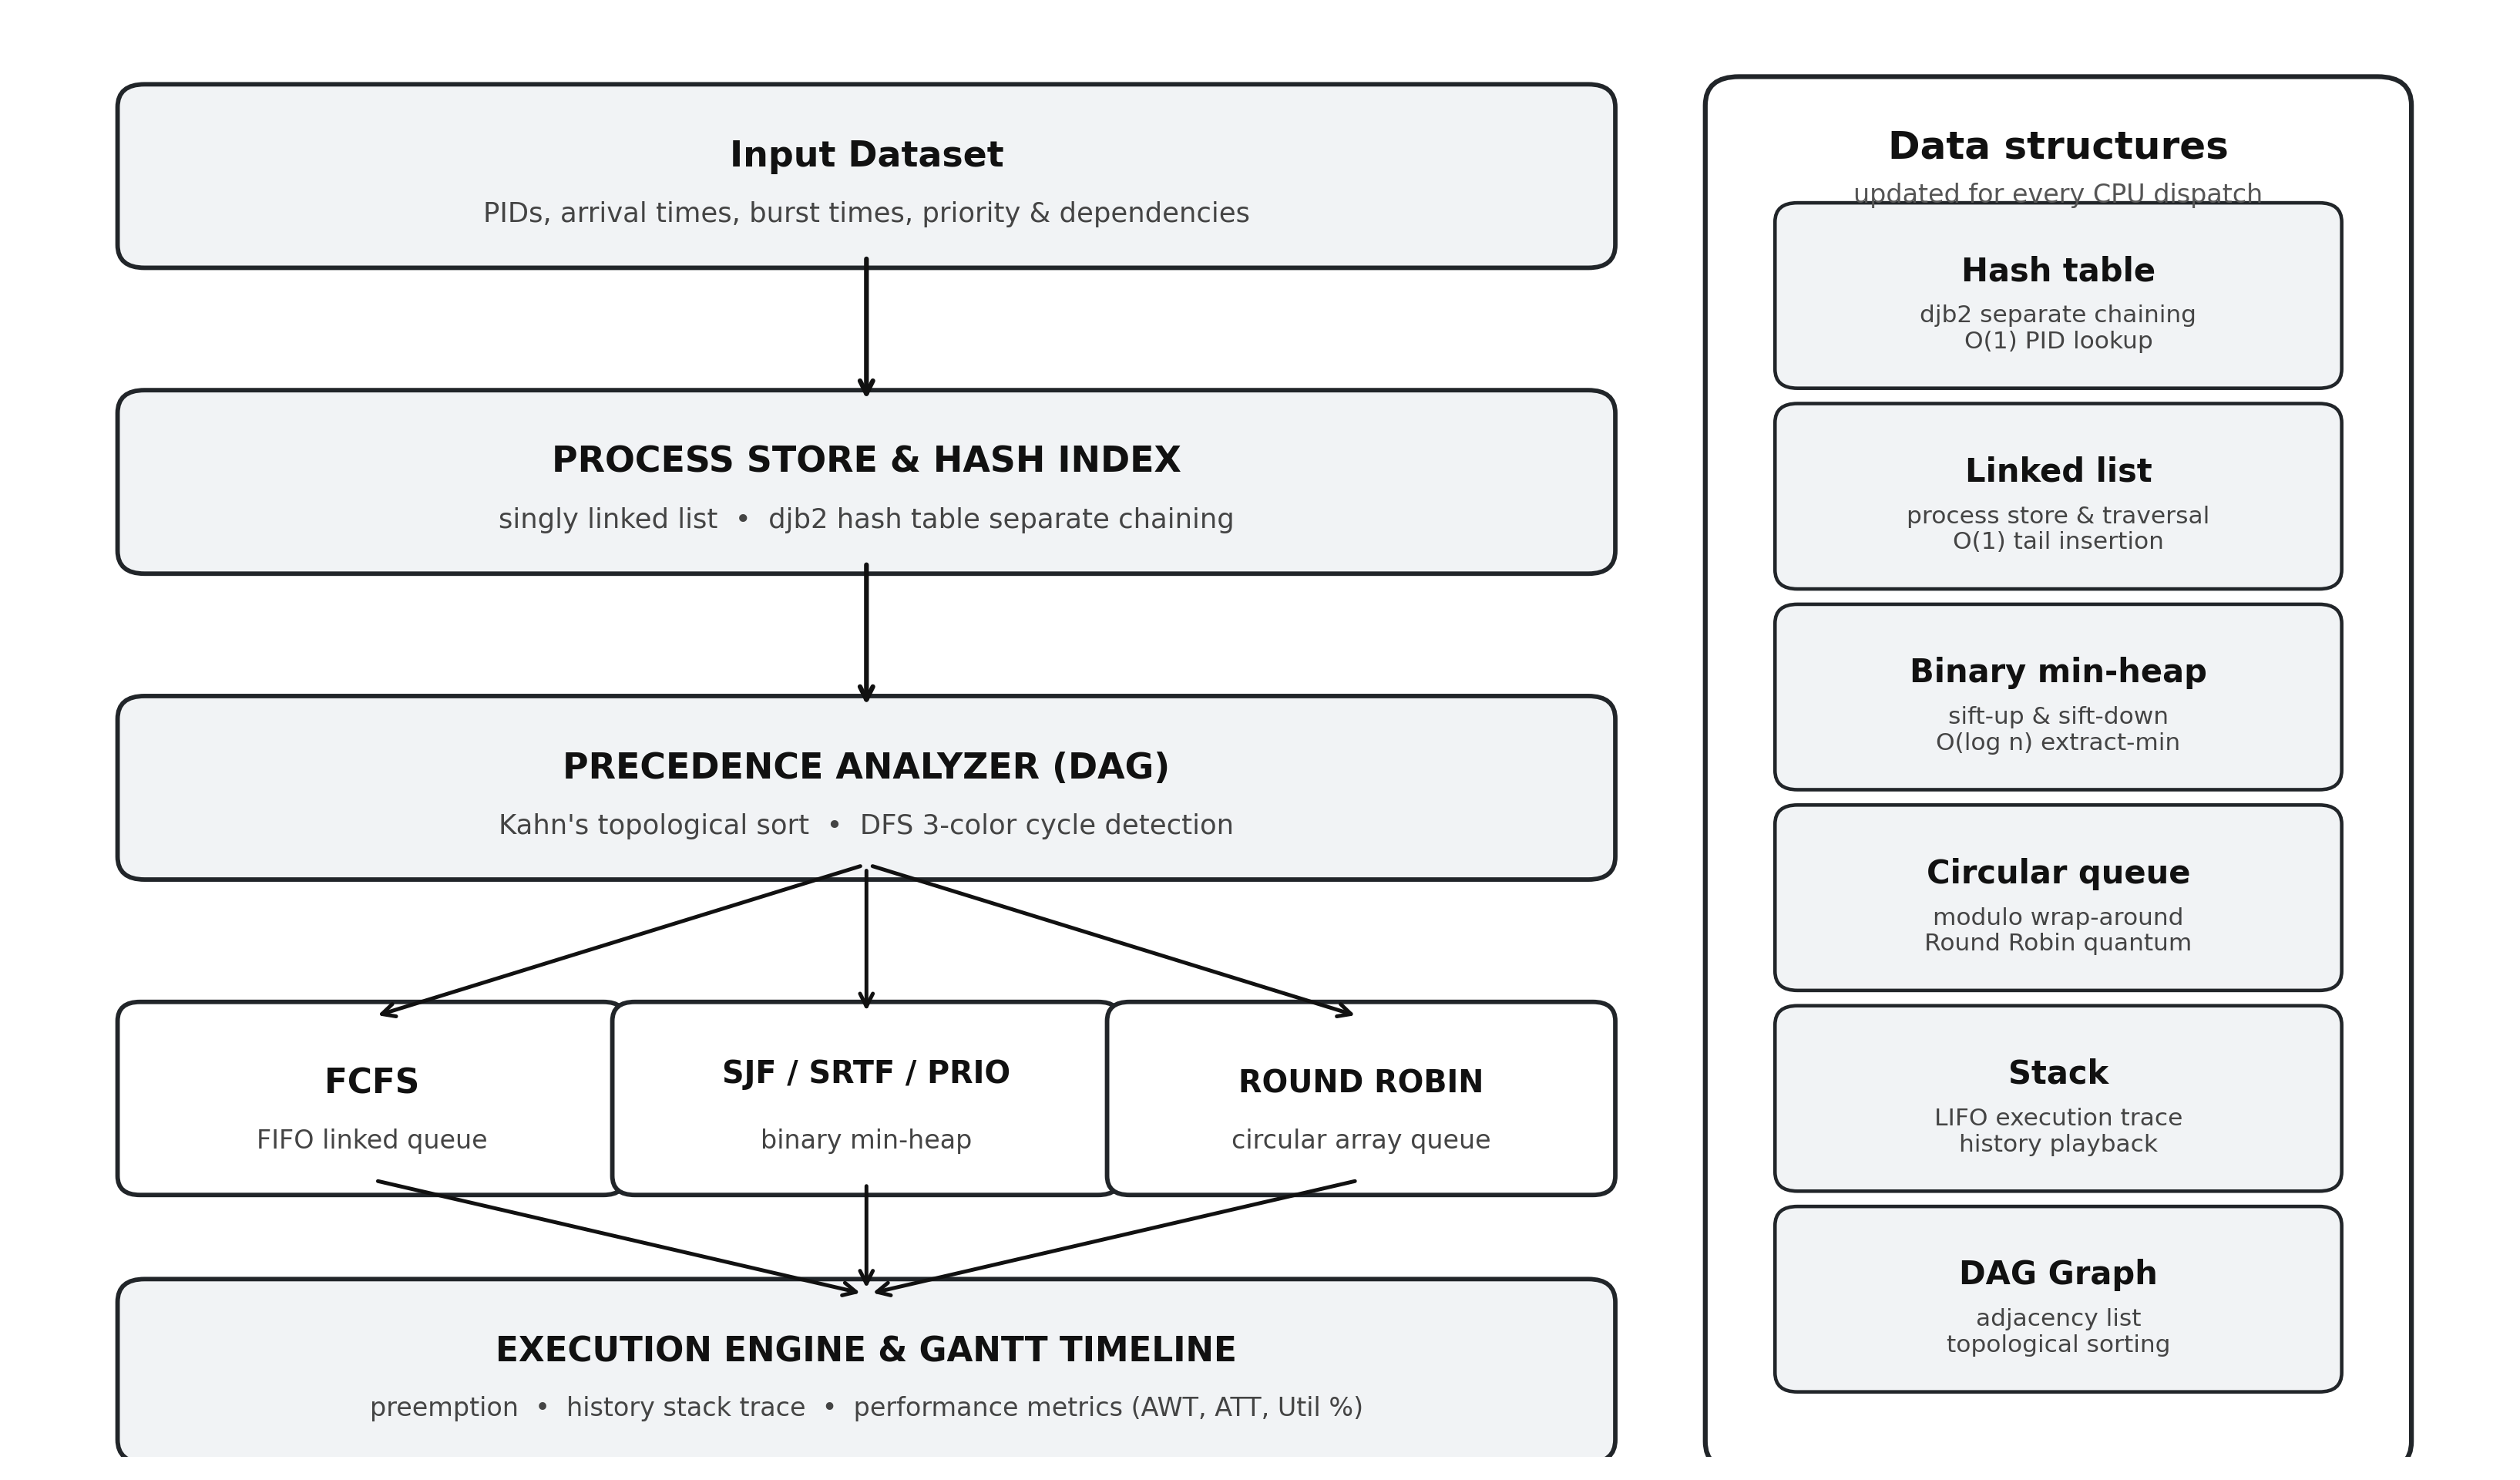 Input Dataset
PIDs, arrival times, burst times, priority & dependencies
PROCESS STORE & HASH INDEX
singly linked list • djb2 hash table separate chaining
PRECEDENCE ANALYZER (DAG)
Kahn's topological sort • DFS 3-color cycle detection
FCFS
FIFO linked queue
SJF / SRTF / PRIO
binary min-heap
ROUND ROBIN
circular array queue
EXECUTION ENGINE & GANTT TIMELINE
preemption • history stack trace • performance metrics (AWT, ATT, Util %)
Data structures
updated for every CPU dispatch
Hash table
djb2 separate chaining
O(1) PID lookup
Linked list
process store & traversal
O(1) tail insertion
Binary min-heap
sift-up & sift-down
O(log n) extract-min
Circular queue
modulo wrap-around
Round Robin quantum
Stack
LIFO execution trace
history playback
DAG Graph
adjacency list
topological sorting